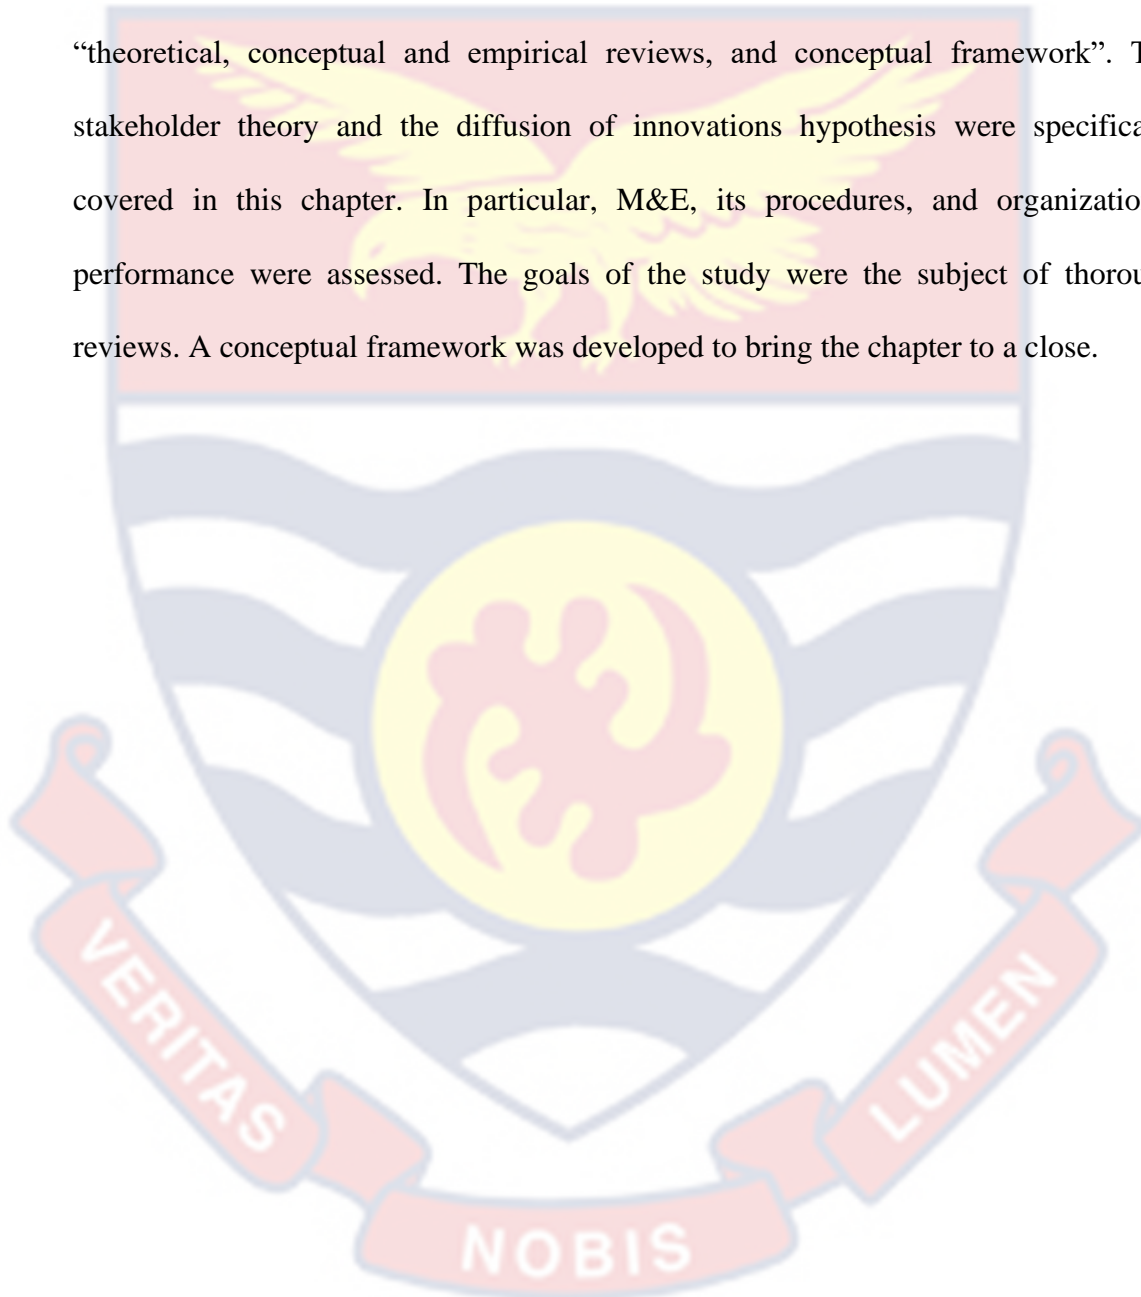 “theoretical, conceptual and empirical reviews, and conceptual framework”. T
stakeholder theory and the diffusion of innovations hypothesis were specifica
covered in this chapter. In particular, M&E, its procedures, and organization
performance were assessed. The goals of the study were the subject of thorou
reviews. A conceptual framework was developed to bring the chapter to a close.
VERITAS
NOBIS
LUMEN